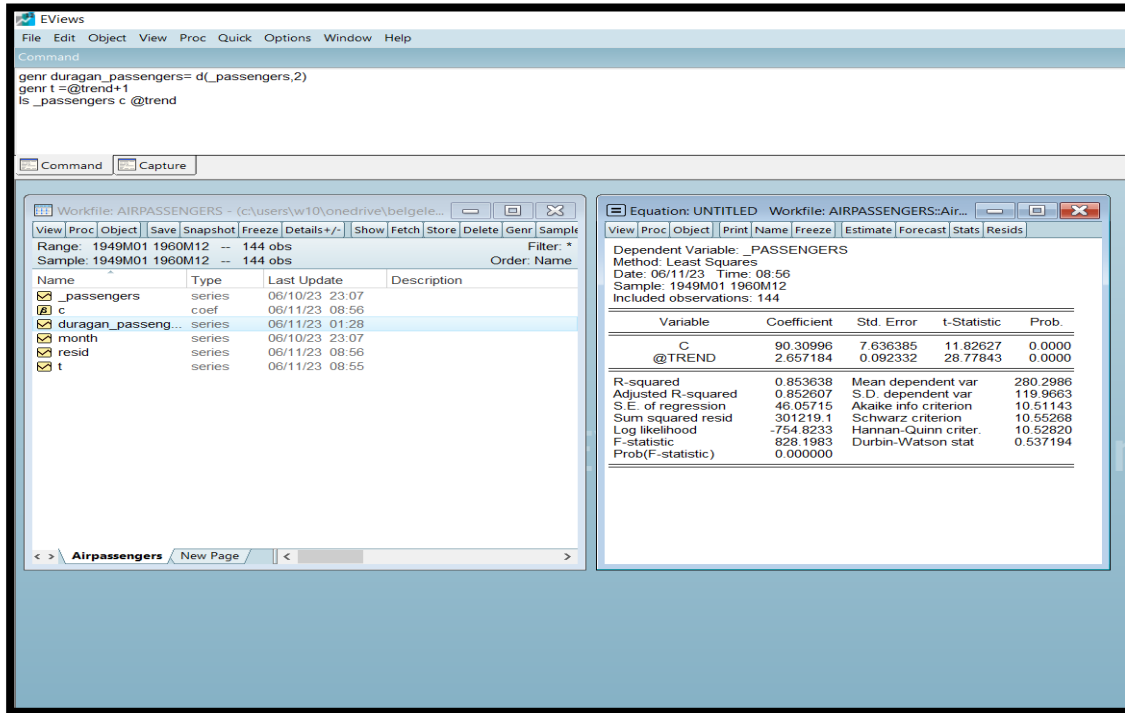 EViews
File Edit Object View Proc Quick Options Window Help
Command
genr duragan_passengers= d(_passengers,2)
genr t =@trend+1
ls _passengers c @trend
Command Capture
Workfile: AIRPASSENGERS - (c:\users\w10\onedrive\belgele...
View Proc Object Save Snapshot Freeze Details+/- Show Fetch Store Delete Genr Sample
Range: 1949M01 1960M12 -- 144 obs Filter: *
Sample: 1949M01 1960M12 -- 144 obs Order: Name
Name Type Last Update Description
_passengers series 06/10/23 23:07
β c coef 06/11/23 08:56
duragan_passeng... series 06/11/23 01:28
month series 06/10/23 23:07
resid series 06/11/23 08:56
t series 06/11/23 08:55
< > Airpassengers New Page < >
Equation: UNTITLED Workfile: AIRPASSENGERS::Air...
View Proc Object Print Name Freeze Estimate Forecast Stats Resids
Dependent Variable: _PASSENGERS
Method: Least Squares
Date: 06/11/23 Time: 08:56
Sample: 1949M01 1960M12
Included observations: 144
Variable Coefficient Std. Error t-Statistic Prob.
C 90.30996 7.636385 11.82627 0.0000
@TREND 2.657184 0.092332 28.77843 0.0000
R-squared 0.853638 Mean dependent var 280.2986
Adjusted R-squared 0.852607 S.D. dependent var 119.9663
S.E. of regression 46.05715 Akaike info criterion 10.51143
Sum squared resid 301219.1 Schwarz criterion 10.55268
Log likelihood -754.8233 Hannan-Quinn criter. 10.52820
F-statistic 828.1983 Durbin-Watson stat 0.537194
Prob(F-statistic) 0.000000